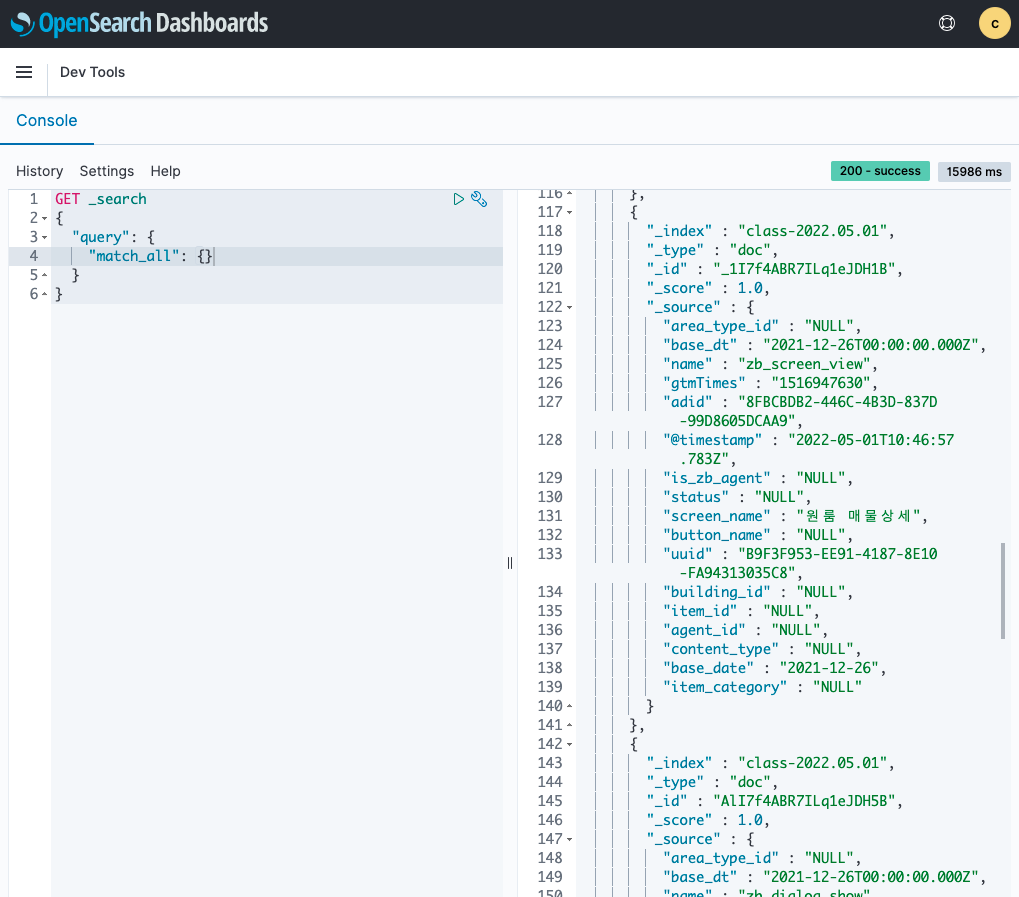 OpenSearch Dashboards
c
Dev Tools
Console
History Settings Help
200 - success 15986 ms
1 GET _search
2 {
3 "query": {
4 "match_all": {}
5 }
6 }
116 },
117 {
118 "_index" : "class-2022.05.01",
119 "_type" : "doc",
120 "_id" : "_1I7f4ABR7ILq1eJDH1B",
121 "_score" : 1.0,
122 "_source" : {
123 "area_type_id" : "NULL",
124 "base_dt" : "2021-12-26T00:00:00.000Z",
125 "name" : "zb_screen_view",
126 "gtmTimes" : "1516947630",
127 "adid" : "8FBCBDB2-446C-4B3D-837D
-99D8605DCAA9",
128 "@timestamp" : "2022-05-01T10:46:57
.783Z",
129 "is_zb_agent" : "NULL",
130 "status" : "NULL",
131 "screen_name" : "원룸 매물상세",
132 "button_name" : "NULL",
133 "uuid" : "B9F3F953-EE91-4187-8E10
-FA94313035C8",
134 "building_id" : "NULL",
135 "item_id" : "NULL",
136 "agent_id" : "NULL",
137 "content_type" : "NULL",
138 "base_date" : "2021-12-26",
139 "item_category" : "NULL"
140 }
141 },
142 {
143 "_index" : "class-2022.05.01",
144 "_type" : "doc",
145 "_id" : "AlI7f4ABR7ILq1eJDH5B",
146 "_score" : 1.0,
147 "_source" : {
148 "area_type_id" : "NULL",
149 "base_dt" : "2021-12-26T00:00:00.000Z",
150 "name" : "zb_dialog_show"